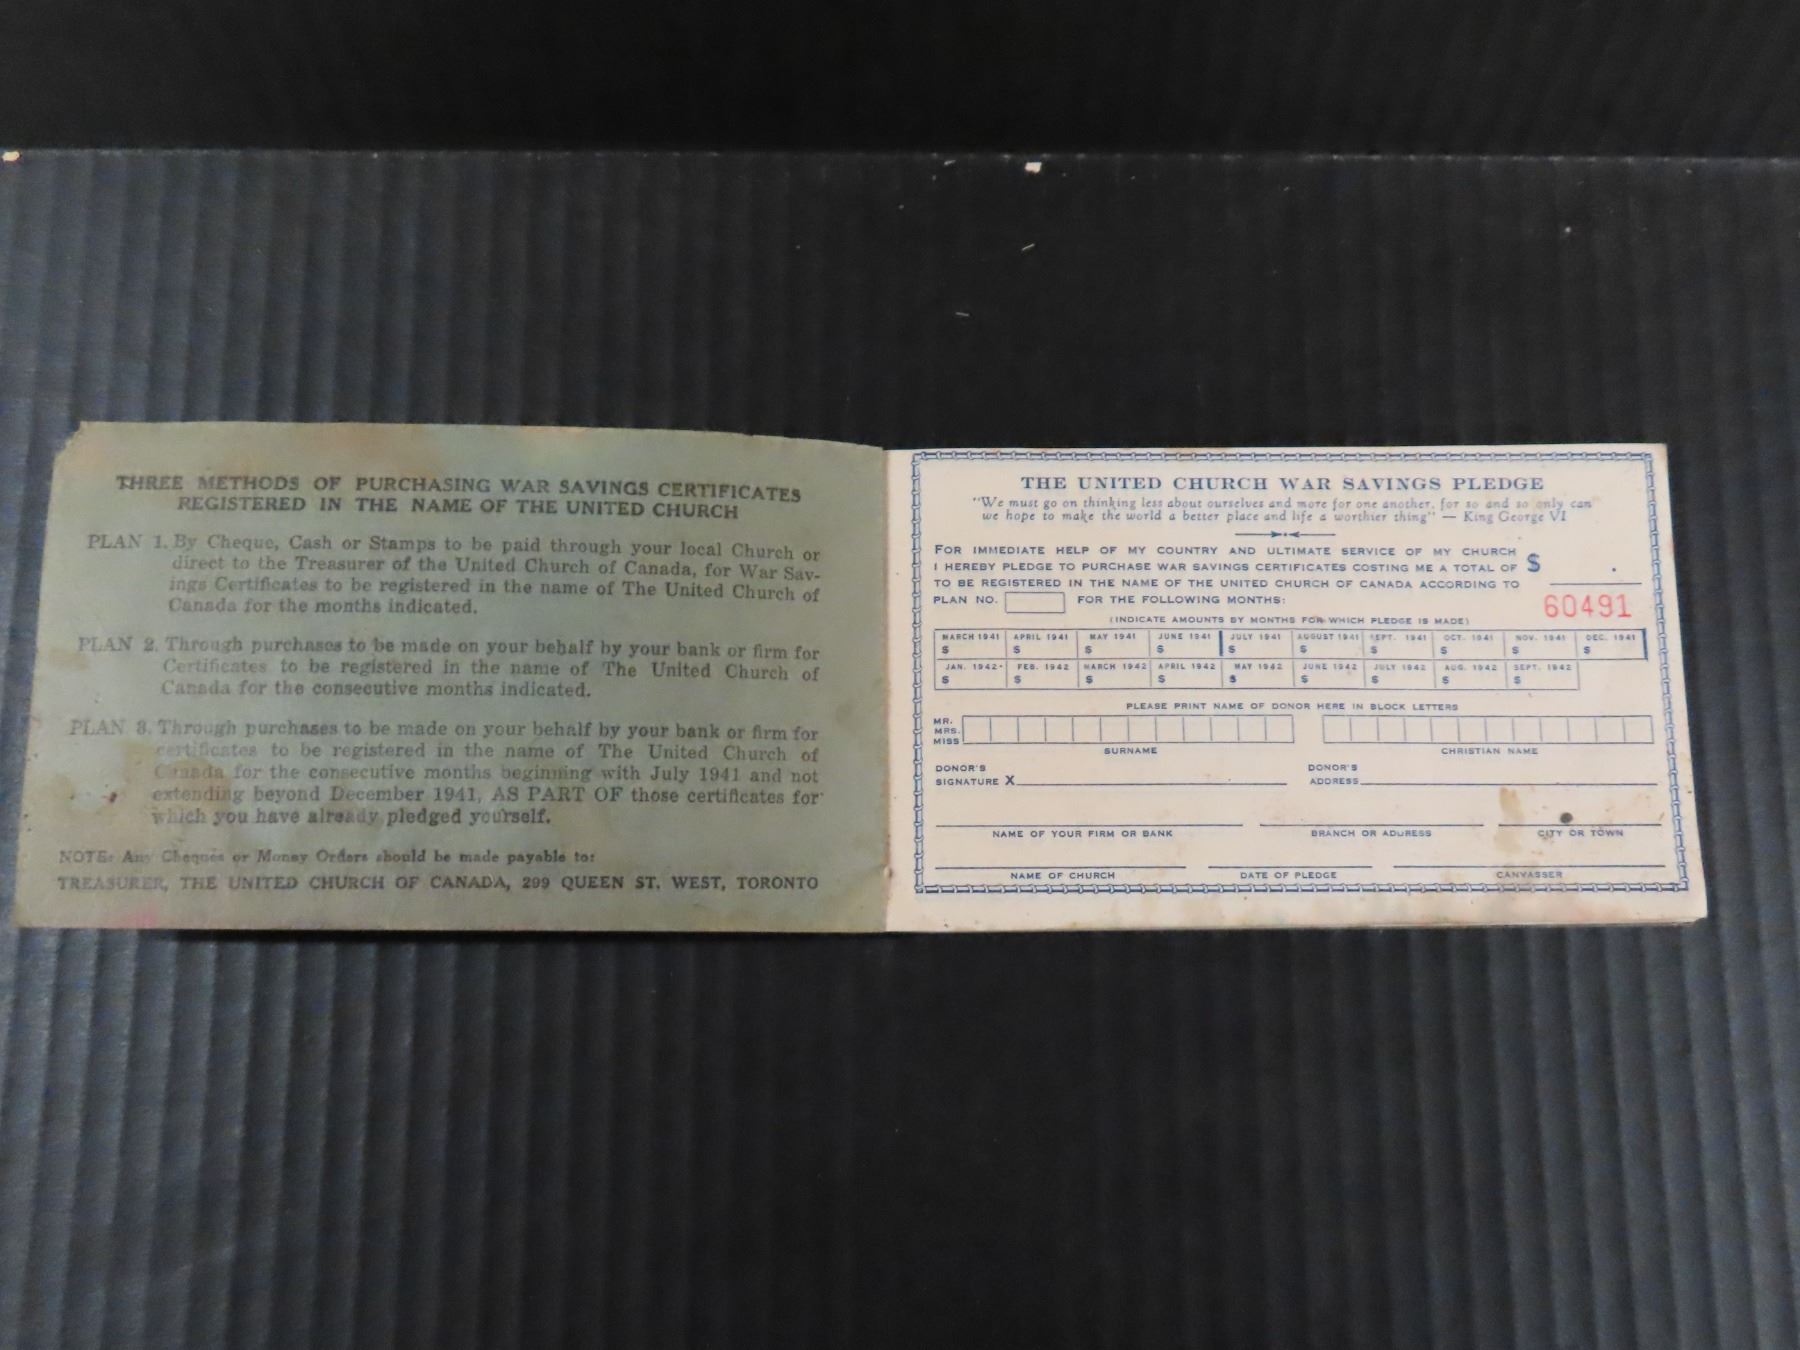 THREE METHODS OF PURCHASING WAR SAVINGS CERTIFICATES
REGISTERED IN THE NAME OF THE UNITED CHURCH
PLAN 1. By Cheque, Cash or Stamps to be paid through your local Church or
direct to the Treasurer of the United Church of Canada, for War Sav-
ings Certificates to be registered in the name of The United Church of
Canada for the months indicated.
PLAN 2. Through purchases to be made on your behalf by your bank or firm for
Certificates to be registered in the name of The United Church of
Canada for the consecutive months indicated.
PLAN 3. Through purchases to be made on your behalf by your bank or firm for
certificates to be registered in the name of The United Church of
Canada for the consecutive months beginning with July 1941 and not
extending beyond December 1941, AS PART OF those certificates for
which you have already pledged yourself.
NOTE: Any Cheques or Money Orders should be made payable to:
TREASURER, THE UNITED CHURCH OF CANADA, 299 QUEEN ST. WEST, TORONTO
THE UNITED CHURCH WAR SAVINGS PLEDGE
"We must go on thinking less about ourselves and more for one another, for so and so only can
we hope to make the world a better place and life a worthier thing" — King George VI
FOR IMMEDIATE HELP OF MY COUNTRY AND ULTIMATE SERVICE OF MY CHURCH
I HEREBY PLEDGE TO PURCHASE WAR SAVINGS CERTIFICATES COSTING ME A TOTAL OF $ .
TO BE REGISTERED IN THE NAME OF THE UNITED CHURCH OF CANADA ACCORDING TO
PLAN NO. FOR THE FOLLOWING MONTHS:
60491
(INDICATE AMOUNTS BY MONTHS FOR WHICH PLEDGE IS MADE)
MARCH 1941 APRIL 1941 MAY 1941 JUNE 1941 JULY 1941 AUGUST 1941 SEPT. 1941 OCT. 1941 NOV. 1941 DEC. 1941
$ $ $ $ $ $ $ $ $ $
JAN. 1942 FEB. 1942 MARCH 1942 APRIL 1942 MAY 1942 JUNE 1942 JULY 1942 AUG. 1942 SEPT. 1942
$ $ $ $ $ $ $ $ $
PLEASE PRINT NAME OF DONOR HERE IN BLOCK LETTERS
MR.
MRS.
MISS
SURNAME CHRISTIAN NAME
DONOR'S DONOR'S
SIGNATURE X ADDRESS
NAME OF YOUR FIRM OR BANK BRANCH OR ADDRESS CITY OR TOWN
NAME OF CHURCH DATE OF PLEDGE CANVASSER